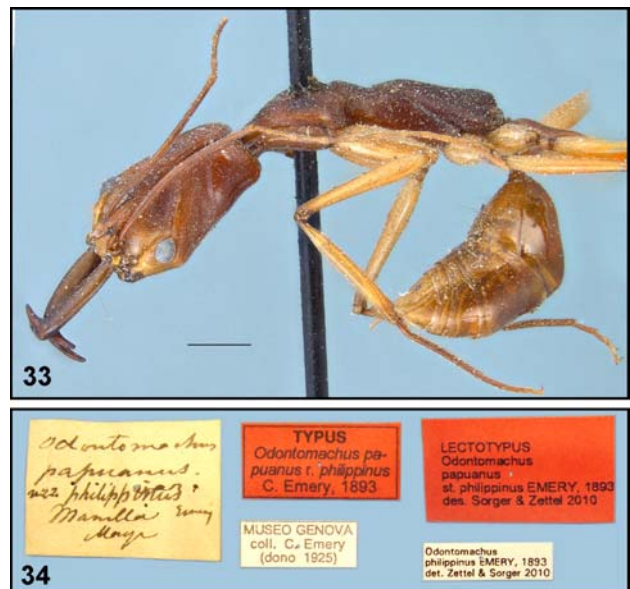 33
Odontomachus
papuanus.
philippinus
Manilla Emery
Mayr
TYPUS
Odontomachus pa-
puanus r. philippinus
C. Emery, 1893
MUSEO GENOVA
coll. C. Emery
(dono 1925)
LECTOTYPUS
Odontomachus
papuanus
st. philippinus EMERY, 1893
des. Sorger & Zettel 2010
Odontomachus
philippinus EMERY, 1893
det. Zettel & Sorger 2010
34